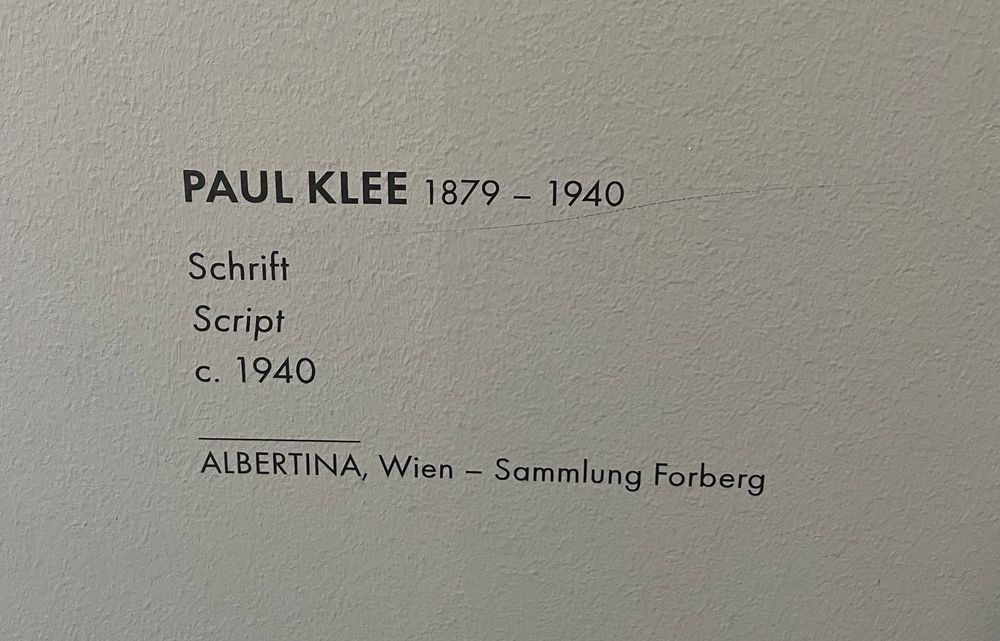 PAUL KLEE 1879 – 1940
Schrift
Script
c. 1940
ALBERTINA, Wien – Sammlung Forberg